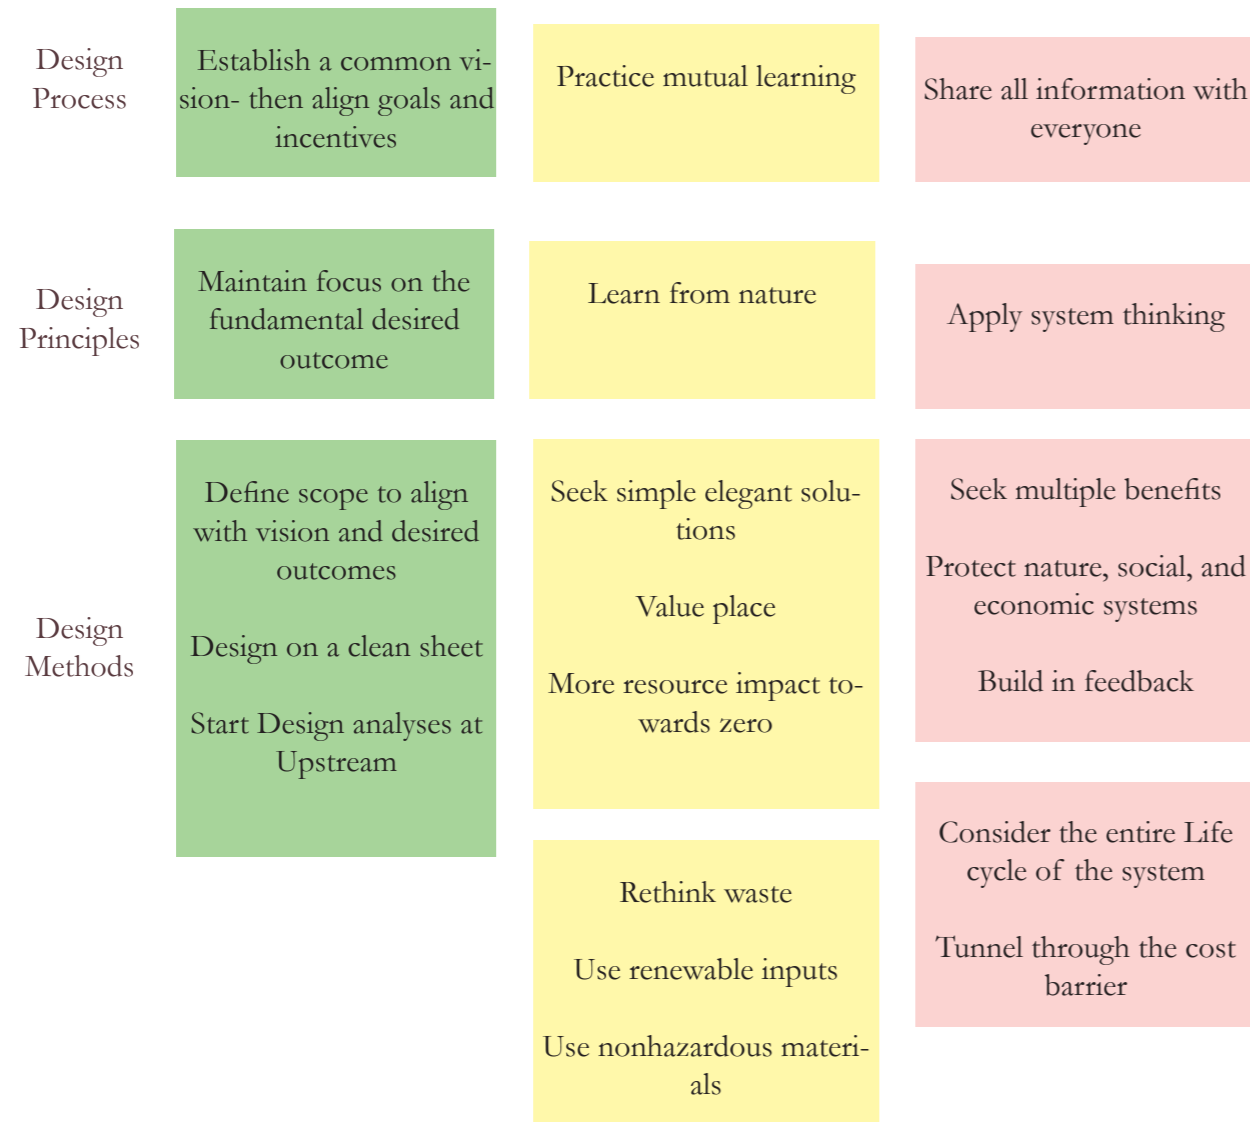 Design
Process
Establish a common vi-
sion- then align goals and
incentives
Practice mutual learning
Share all information with
everyone
Design
Principles
Maintain focus on the
fundamental desired
outcome
Learn from nature
Apply system thinking
Design
Methods
Define scope to align
with vision and desired
outcomes
Design on a clean sheet
Start Design analyses at
Upstream
Seek simple elegant solu-
tions
Value place
More resource impact to-
wards zero
Rethink waste
Use renewable inputs
Use nonhazardous materi-
als
Seek multiple benefits
Protect nature, social, and
economic systems
Build in feedback
Consider the entire Life
cycle of the system
Tunnel through the cost
barrier